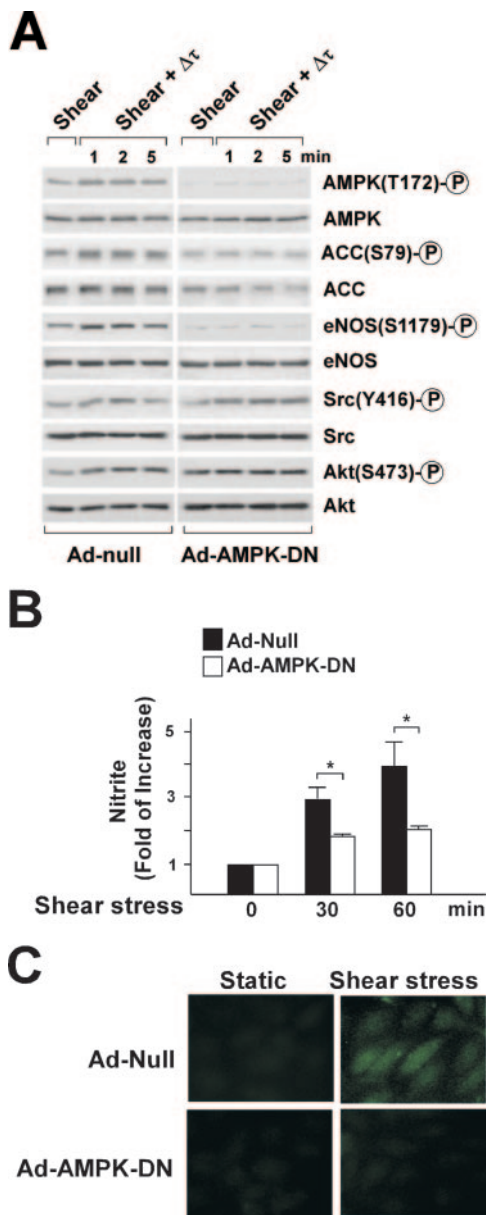 A
Shear Shear + Δτ Shear Shear + Δτ
1 2 5 1 2 5 min
AMPK(T172)-Ⓟ
AMPK
ACC(S79)-Ⓟ
ACC
eNOS(S1179)-Ⓟ
eNOS
Src(Y416)-Ⓟ
Src
Akt(S473)-Ⓟ
Akt
Ad-null Ad-AMPK-DN
B
Ad-Null
Ad-AMPK-DN
Nitrite
(Fold of Increase)
5
3
1
* *
Shear stress 0 30 60 min
C
Static Shear stress
Ad-Null
Ad-AMPK-DN